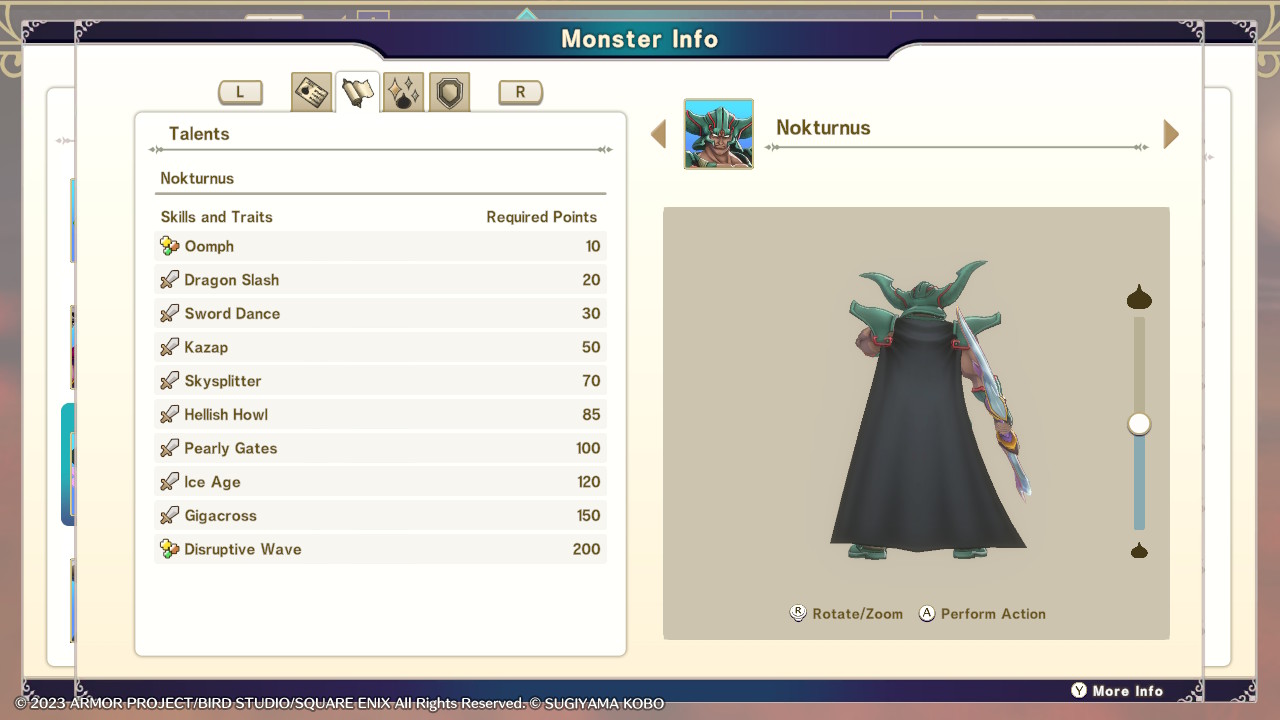 Monster Info
L
R
Talents
Nokturnus
Nokturnus
Skills and Traits Required Points
Oomph 10
Dragon Slash 20
Sword Dance 30
Kazap 50
Skysplitter 70
Hellish Howl 85
Pearly Gates 100
Ice Age 120
Gigacross 150
Disruptive Wave 200
R Rotate/Zoom A Perform Action
Y More Info
© 2023 ARMOR PROJECT/BIRD STUDIO/SQUARE ENIX All Rights Reserved. © SUGIYAMA KOBO